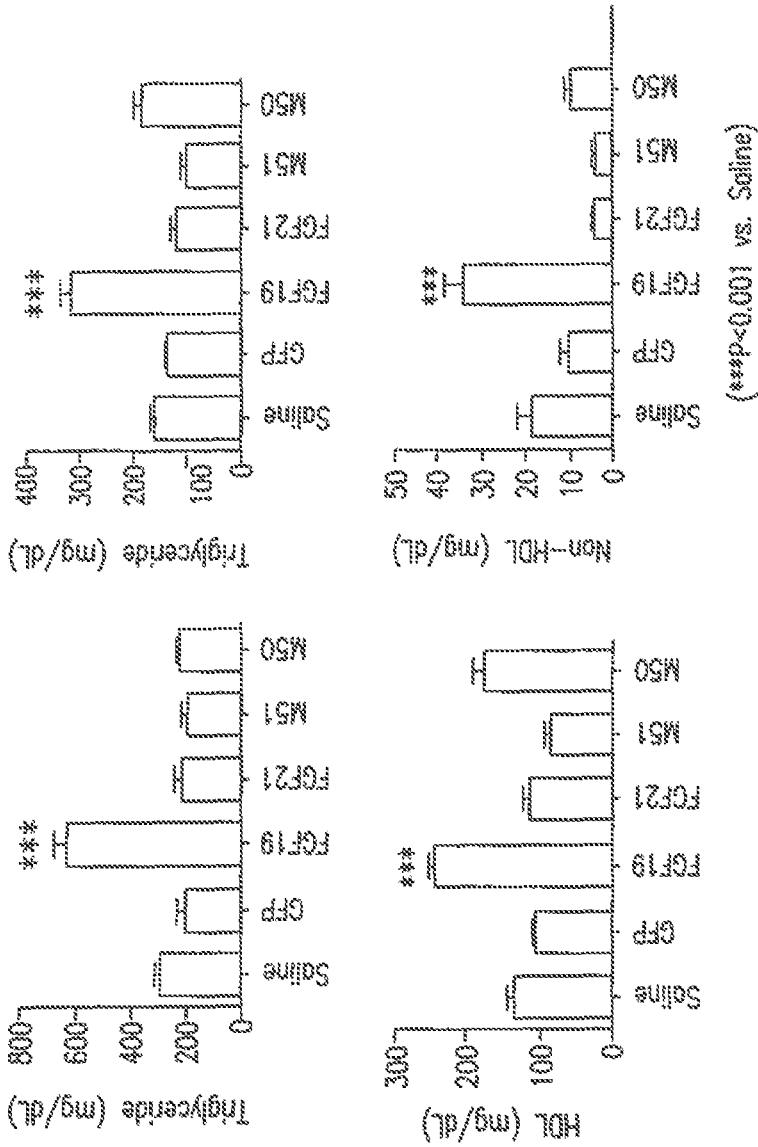 Triglyceride (mg/dL)
800
600
400
200
0
***
Saline
GFP
FGF19
FGF21
M51
M50
Triglyceride (mg/dL)
400
300
200
100
0
***
Saline
GFP
FGF19
FGF21
M51
M50
HDL (mg/dL)
300
200
100
0
***
Saline
GFP
FGF19
FGF21
M51
M50
Non-HDL (mg/dL)
50
40
30
20
10
0
***
Saline
GFP
FGF19
FGF21
M51
M50
(***p<0.001 vs. Saline)